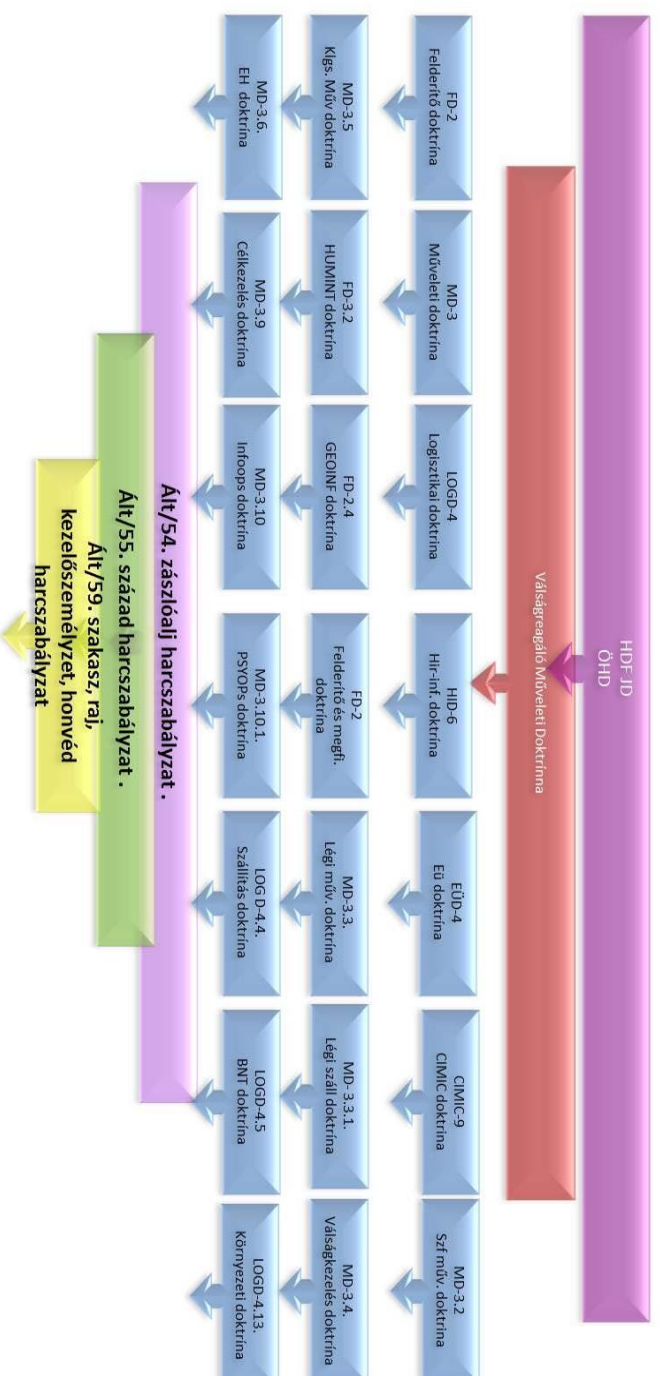 HDF JD
ÖHD
Válságreagáló Műveleti Doktrínna
FD-2
Felderítő doktrína
MD-3
Műveleti doktrína
LOGD-4
Logisztikai doktrina
HID-6
Hír-inf. doktrína
EÜD-4
Eü doktrína
CIMIC-9
CIMIC doktrina
MD-3.2
Szf műv. doktrina
MD-3.5
Klgs. Műv doktrína
FD-3.2
HUMINT doktrína
FD-2.4
GEOINF doktrína
FD-2
Felderítő és megfi.
doktrína
MD-3.3.
Légi műv. doktrína
MD- 3.3.1.
Légi száll doktrína
MD-3.4.
Válságkezelés doktrína
MD-3.6.
EH doktrína
MD-3.9
Célkezelés doktrína
MD-3.10
Infoops doktrína
MD-3.10.1.
PSYOPs doktrína
LOG D-4.4.
Szállítás doktrína
LOGD-4.5
BNT doktrína
LOGD-4.13.
Környezeti doktrína
Ált/54. zászlóalj harcszabályzat .
Ált/55. század harcszabályzat .
Ált/59. szakasz, raj,
kezelőszemélyzet, honvéd
harcszabályzat